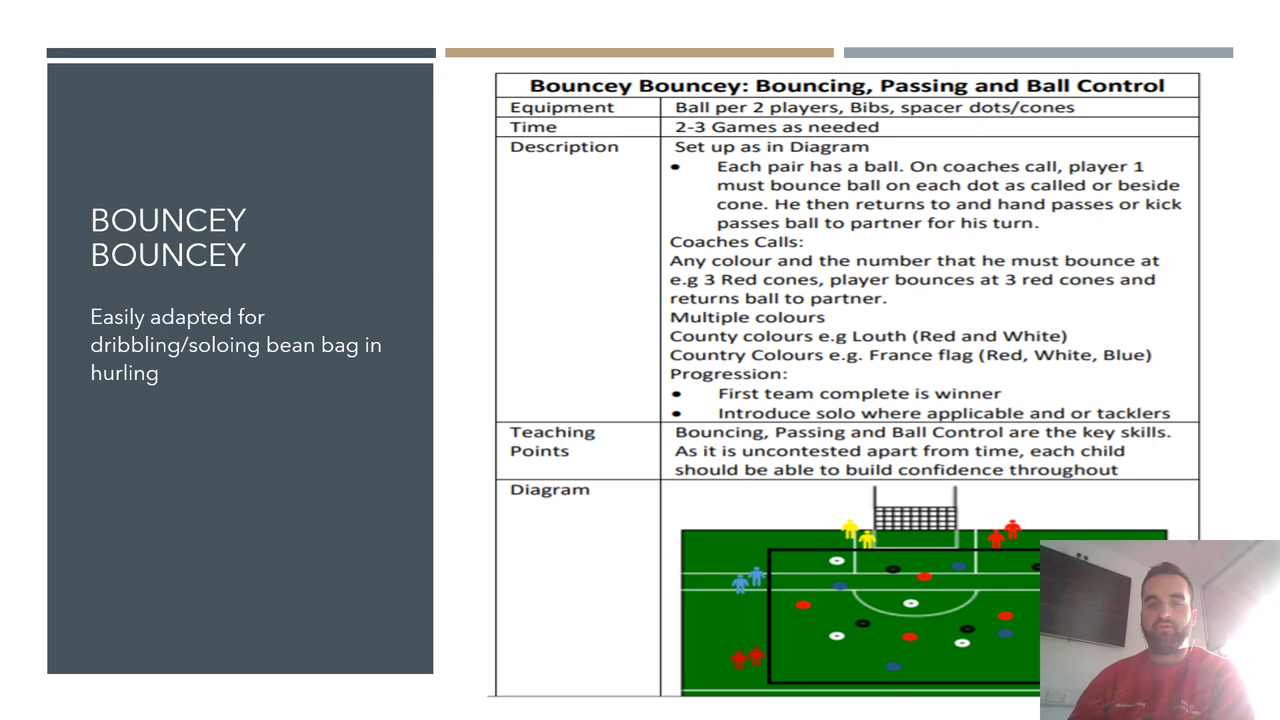 BOUNCEY
BOUNCEY
Easily adapted for
dribbling/soloing bean bag in
hurling
Bouncey Bouncey: Bouncing, Passing and Ball Control
Equipment Ball per 2 players, Bibs, spacer dots/cones
Time 2-3 Games as needed
Description Set up as in Diagram
• Each pair has a ball. On coaches call, player 1
must bounce ball on each dot as called or beside
cone. He then returns to and hand passes or kick
passes ball to partner for his turn.
Coaches Calls:
Any colour and the number that he must bounce at
e.g 3 Red cones, player bounces at 3 red cones and
returns ball to partner.
Multiple colours
County colours e.g Louth (Red and White)
Country Colours e.g. France flag (Red, White, Blue)
Progression:
• First team complete is winner
• Introduce solo where applicable and or tacklers
Teaching Bouncing, Passing and Ball Control are the key skills.
Points As it is uncontested apart from time, each child
should be able to build confidence throughout
Diagram